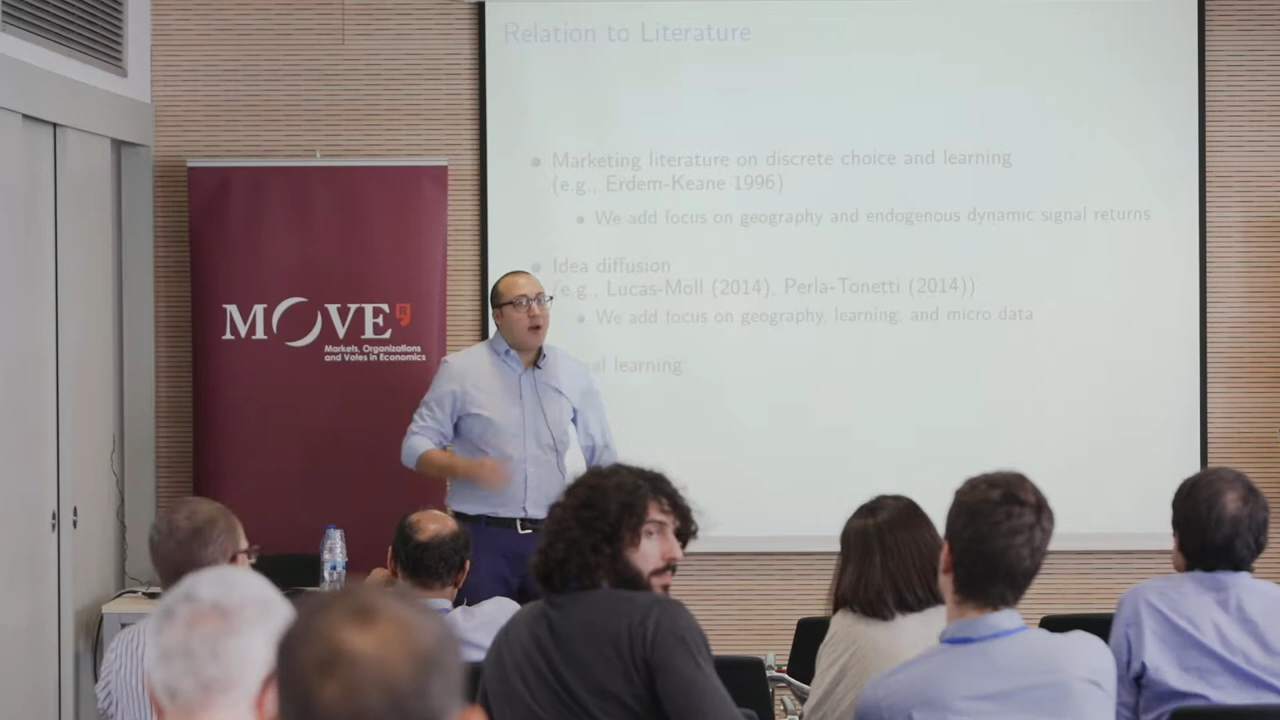 Relation to Literature
Marketing literature on discrete choice and learning
(e.g., Erdem-Keane 1996)
We add focus on geography and endogenous dynamic signal returns
Idea diffusion
(e.g., Lucas-Moll (2014), Perla-Tonetti (2014))
We add focus on geography, learning, and micro data
learning
MOVE
R
Markets, Organizations
and Votes in Economics